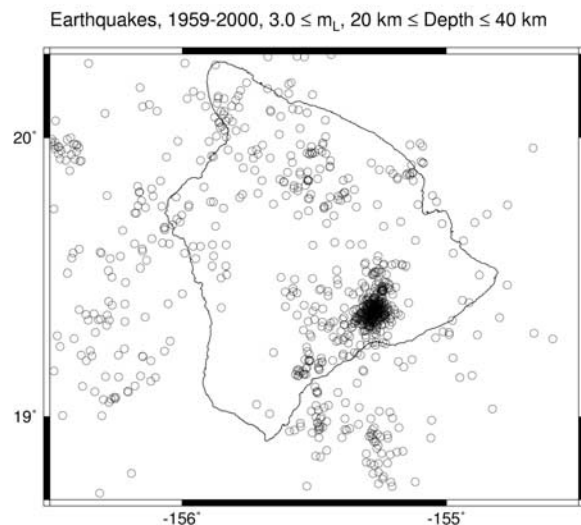 Earthquakes, 1959-2000, 3.0 ≤ mL, 20 km ≤ Depth ≤ 40 km
20°
19°
-156°
-155°